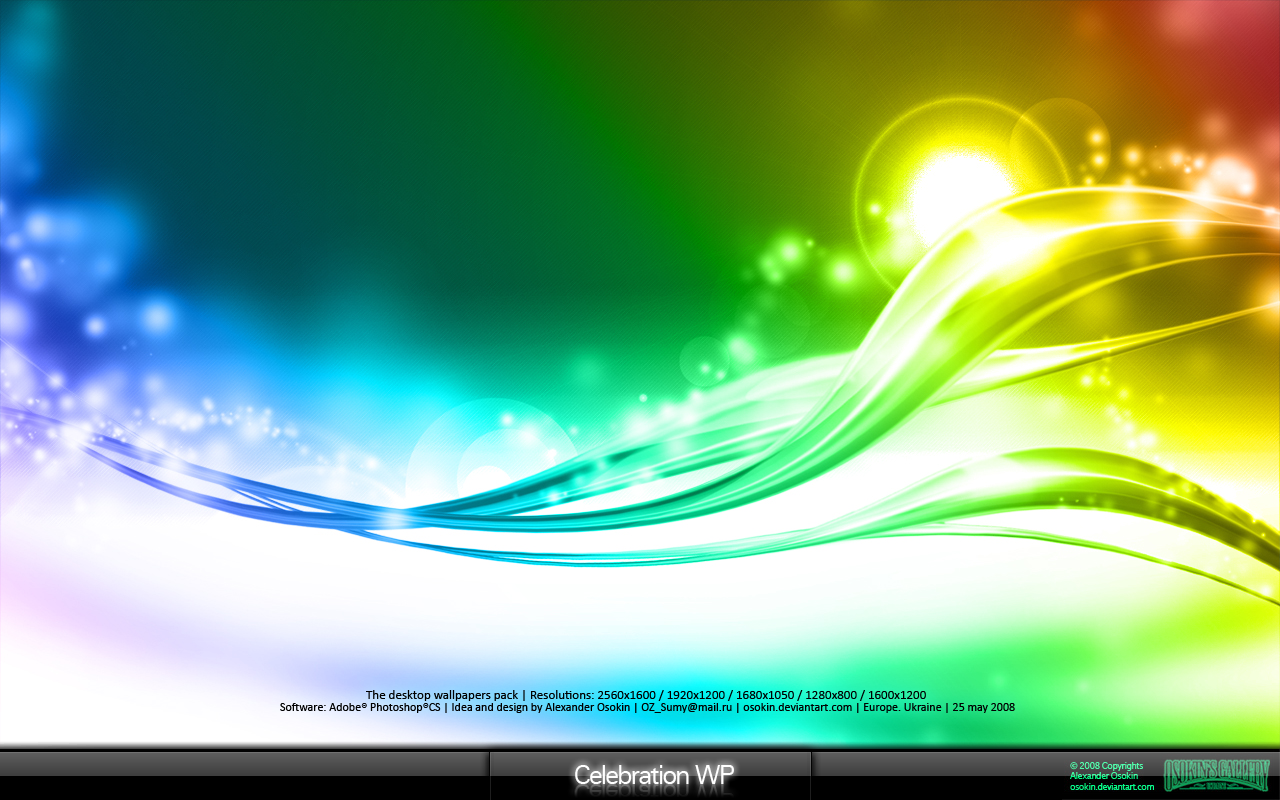 The desktop wallpapers pack | Resolutions: 2560x1600 / 1920x1200 / 1680x1050 / 1280x800 / 1600x1200
Software: Adobe® Photoshop®CS | Idea and design by Alexander Osokin | OZ_Sumy@mail.ru | osokin.deviantart.com | Europe. Ukraine | 25 may 2008
Celebration WP
© 2008 Copyrights
Alexander Osokin
osokin.deviantart.com
OSOKIN'S GALLERY